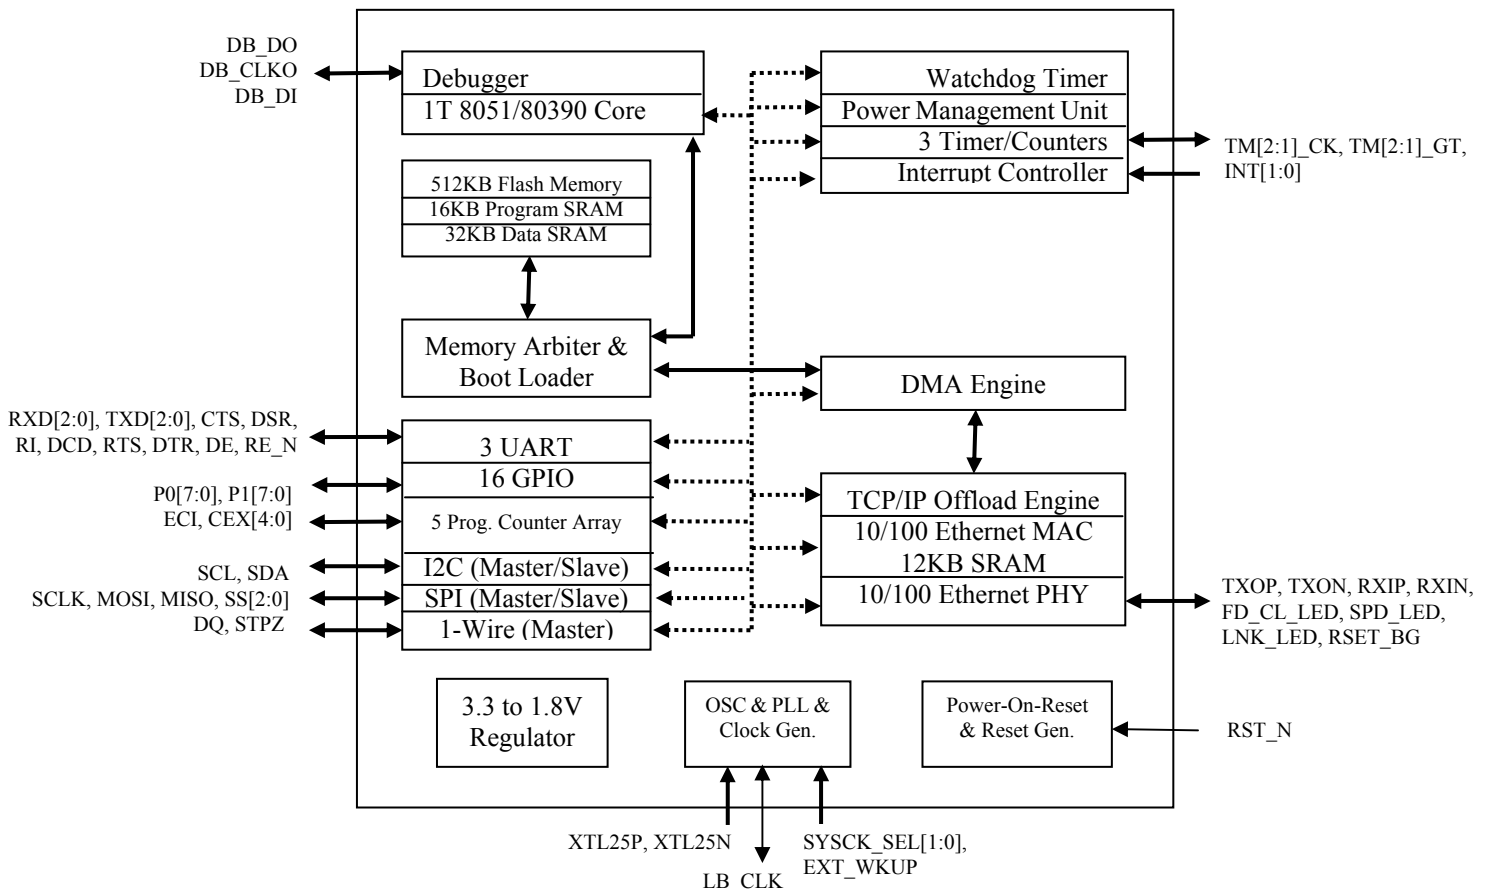 DB_DO
DB_CLKO
DB_DI
Debugger
1T 8051/80390 Core
512KB Flash Memory
16KB Program SRAM
32KB Data SRAM
Memory Arbiter &
Boot Loader
Watchdog Timer
Power Management Unit
3 Timer/Counters
Interrupt Controller
TM[2:1]_CK, TM[2:1]_GT,
INT[1:0]
DMA Engine
RXD[2:0], TXD[2:0], CTS, DSR,
RI, DCD, RTS, DTR, DE, RE_N
P0[7:0], P1[7:0]
ECI, CEX[4:0]
SCL, SDA
SCLK, MOSI, MISO, SS[2:0]
DQ, STPZ
3 UART
16 GPIO
5 Prog. Counter Array
I2C (Master/Slave)
SPI (Master/Slave)
1-Wire (Master)
TCP/IP Offload Engine
10/100 Ethernet MAC
12KB SRAM
10/100 Ethernet PHY
TXOP, TXON, RXIP, RXIN,
FD_CL_LED, SPD_LED,
LNK_LED, RSET_BG
3.3 to 1.8V
Regulator
OSC & PLL &
Clock Gen.
Power-On-Reset
& Reset Gen.
RST_N
XTL25P, XTL25N
LB_CLK
SYSCK_SEL[1:0],
EXT_WKUP